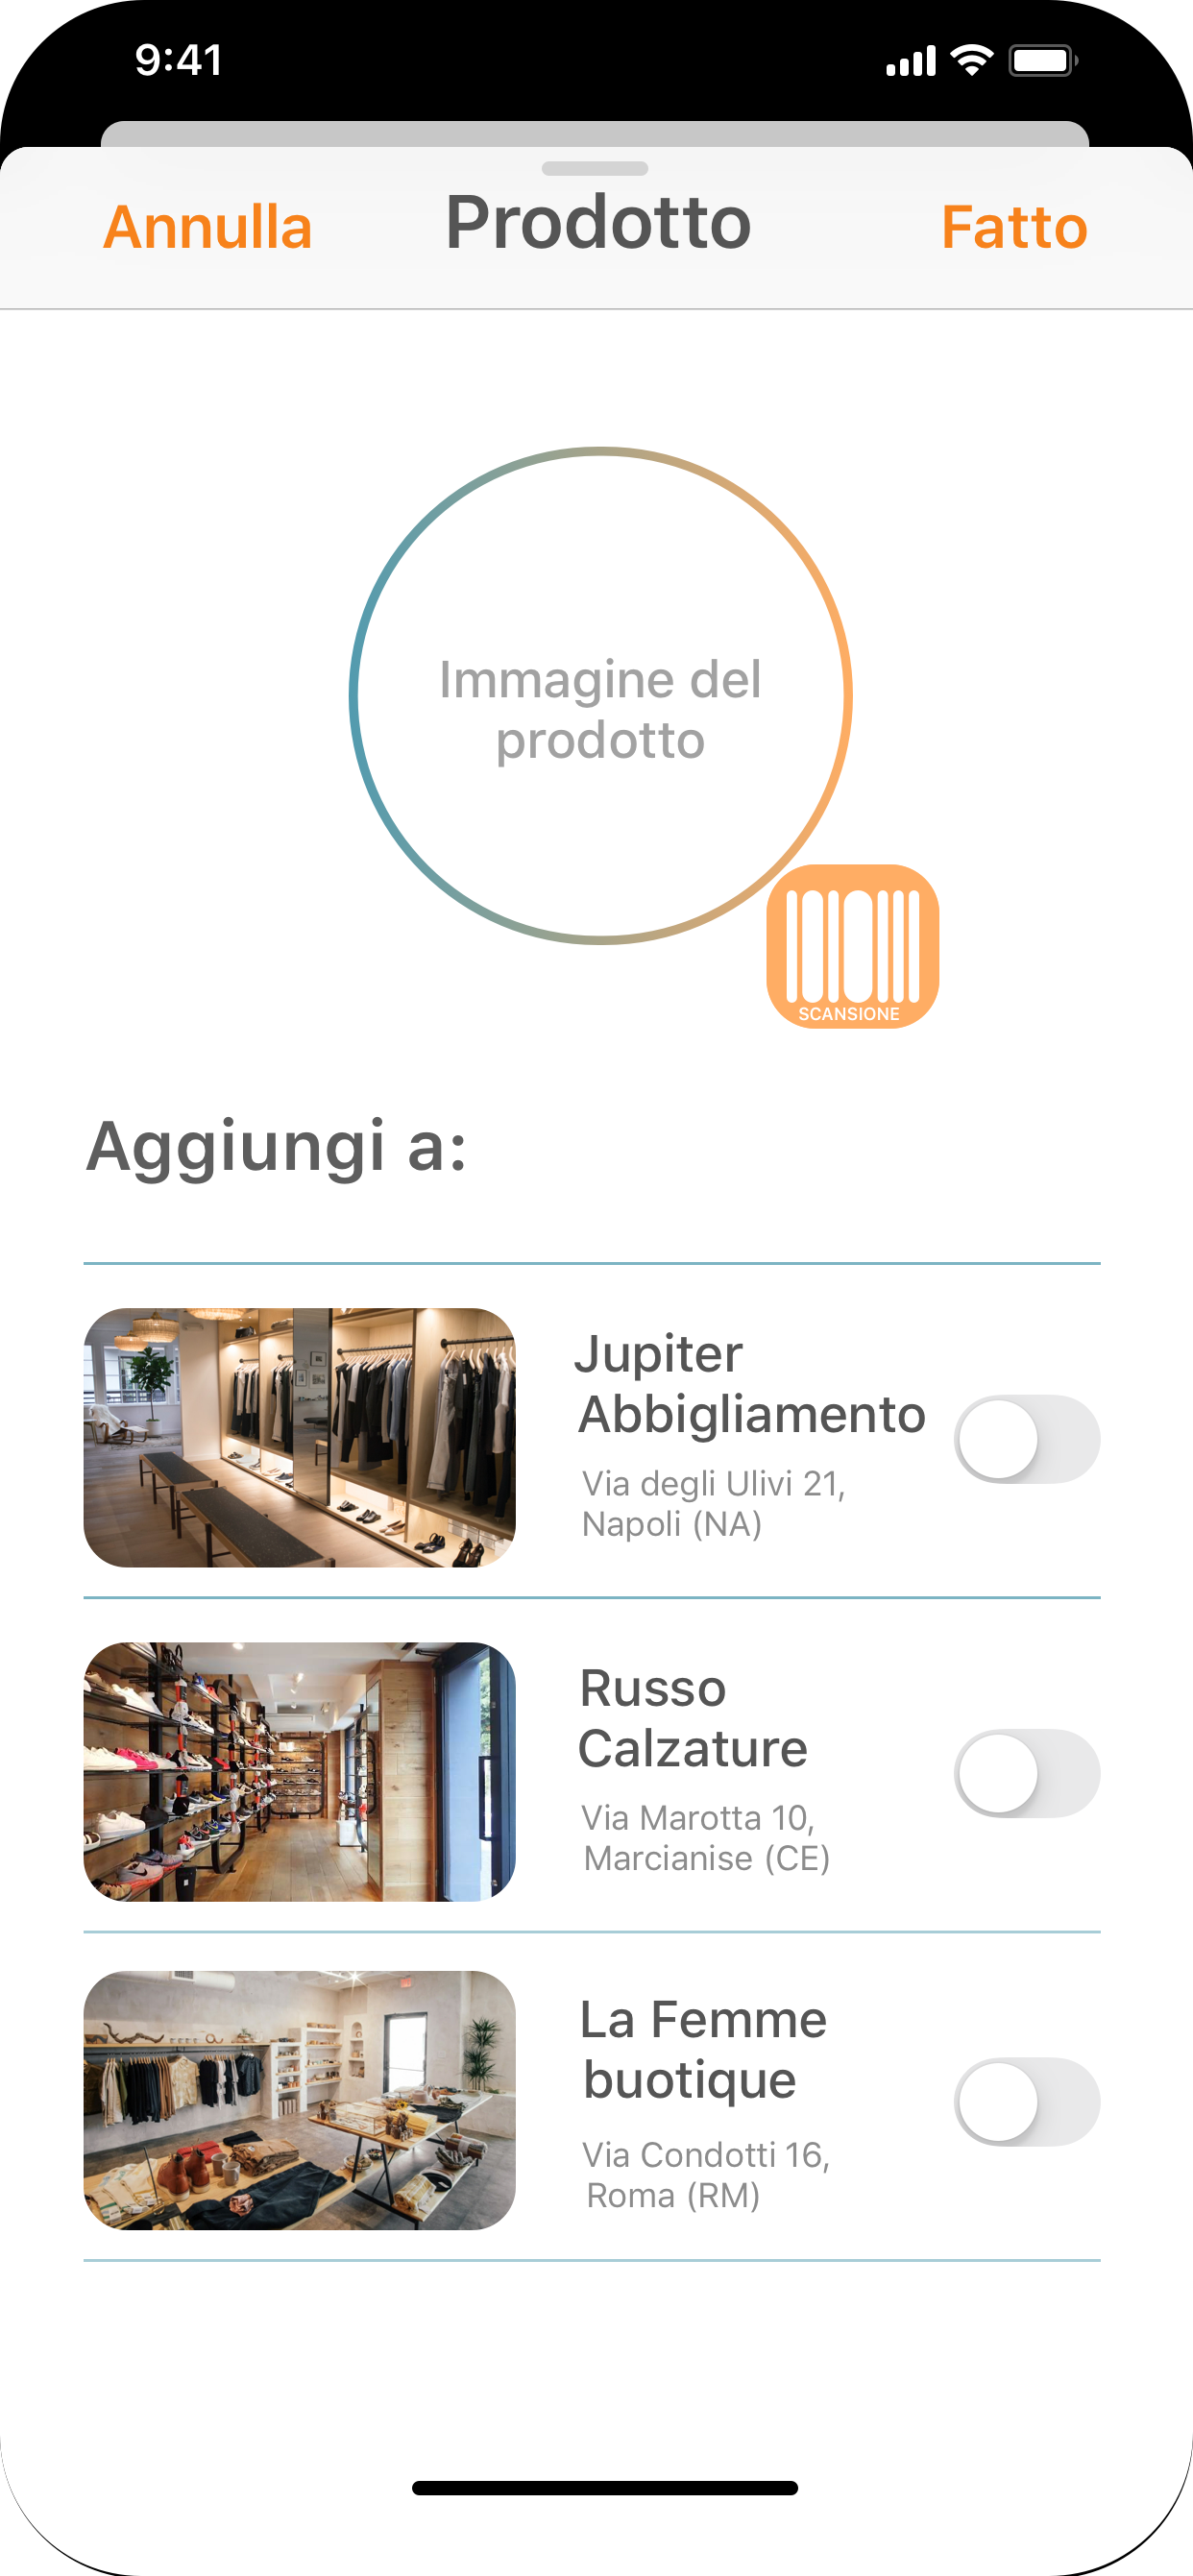 9:41
Annulla Prodotto Fatto
Immagine del
prodotto
SCANSIONE
Aggiungi a:
Jupiter
Abbigliamento
Via degli Ulivi 21,
Napoli (NA)
Russo
Calzature
Via Marotta 10,
Marcianise (CE)
La Femme
buotique
Via Condotti 16,
Roma (RM)